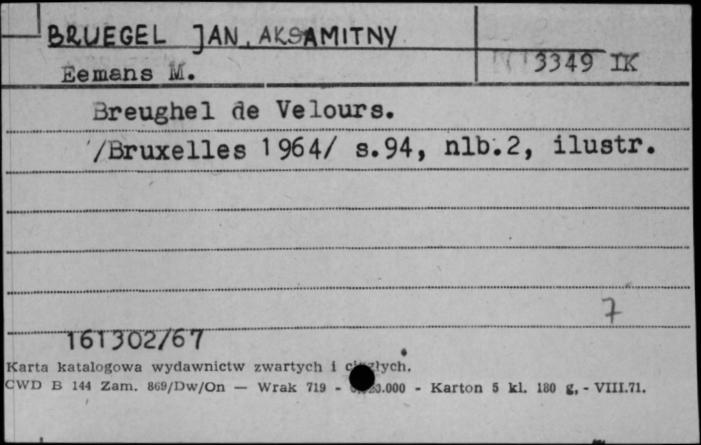 BRUEGEL JAN, AKSAMITNY
Eemans M.
3349 IK
Breughel de Velours.
/Bruxelles 1964/ s.94, nlb.2, ilustr.
7
161302/67
Karta katalogowa wydawnictw zwartych i ciągłych.
CWD B 144 Zam. 869/Dw/On — Wrak 719 - 20.000 - Karton 5 kl. 180 g, - VIII.71.